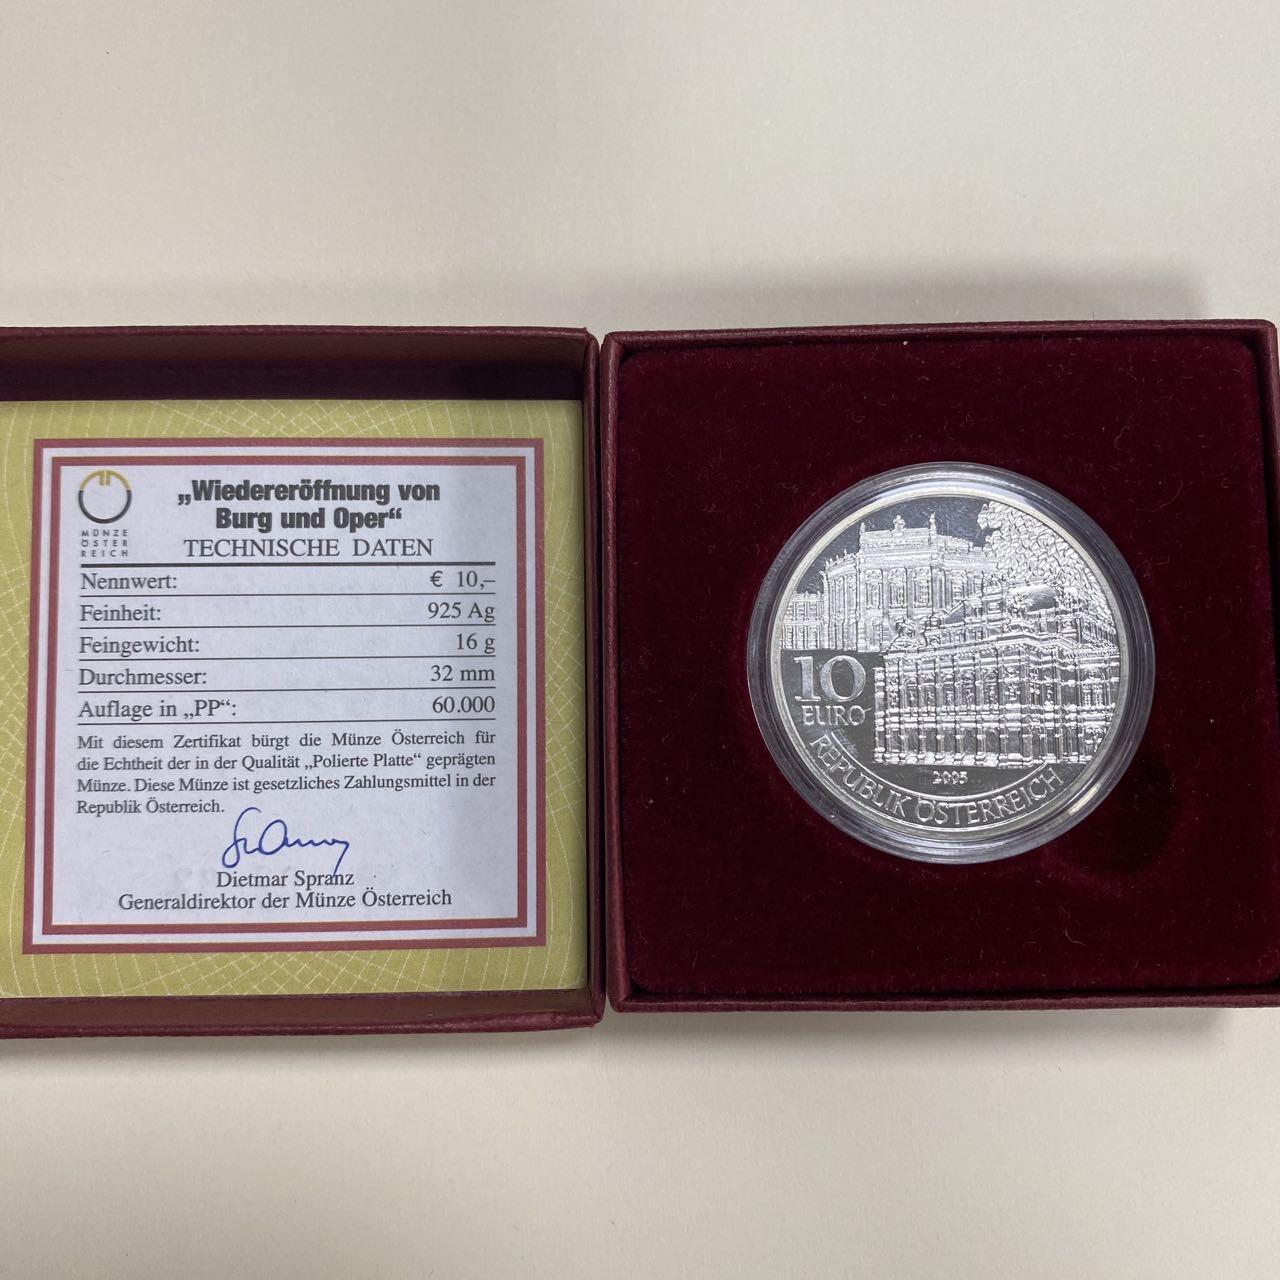 MÜNZE
ÖSTER
REICH
„Wiedereröffnung von
Burg und Oper“
TECHNISCHE DATEN
Nennwert: € 10,–
Feinheit: 925 Ag
Feingewicht: 16 g
Durchmesser: 32 mm
Auflage in „PP“: 60.000
Mit diesem Zertifikat bürgt die Münze Österreich für
die Echtheit der in der Qualität „Polierte Platte“ geprägten
Münze. Diese Münze ist gesetzliches Zahlungsmittel in der
Republik Österreich.
Dietmar Spranz
Generaldirektor der Münze Österreich
10
EURO
2005
REPUBLIK ÖSTERREICH